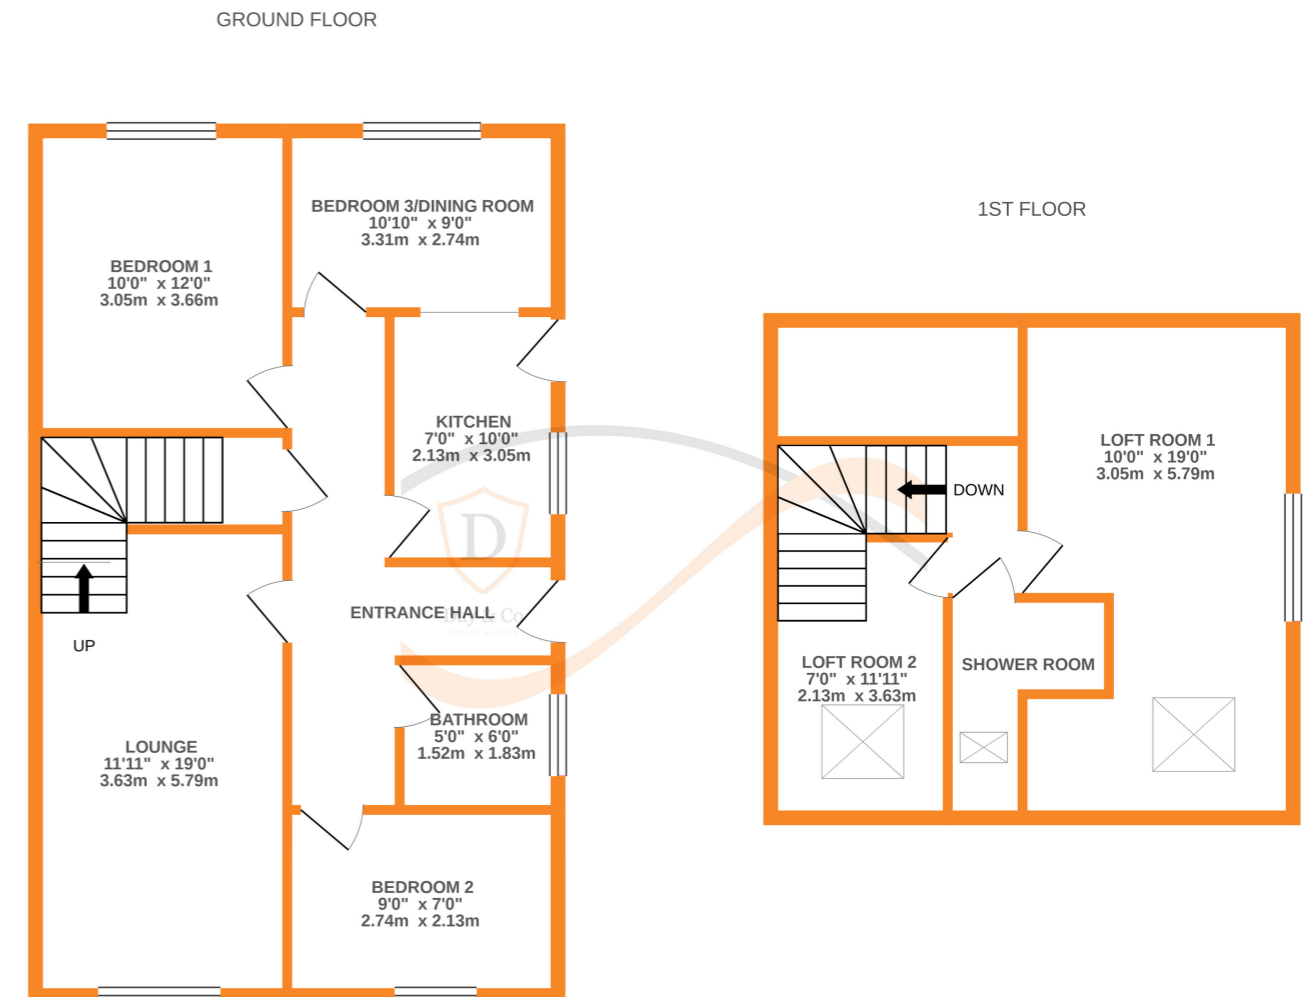 GROUND FLOOR
1ST FLOOR
BEDROOM 3/DINING ROOM
10'10" x 9'0"
3.31m x 2.74m
BEDROOM 1
10'0" x 12'0"
3.05m x 3.66m
KITCHEN
7'0" x 10'0"
2.13m x 3.05m
D
ENTRANCE HALL
UP
BATHROOM
5'0" x 6'0"
1.52m x 1.83m
LOUNGE
11'11" x 19'0"
3.63m x 5.79m
BEDROOM 2
9'0" x 7'0"
2.74m x 2.13m
LOFT ROOM 1
10'0" x 19'0"
3.05m x 5.79m
DOWN
LOFT ROOM 2
7'0" x 11'11"
2.13m x 3.63m
SHOWER ROOM